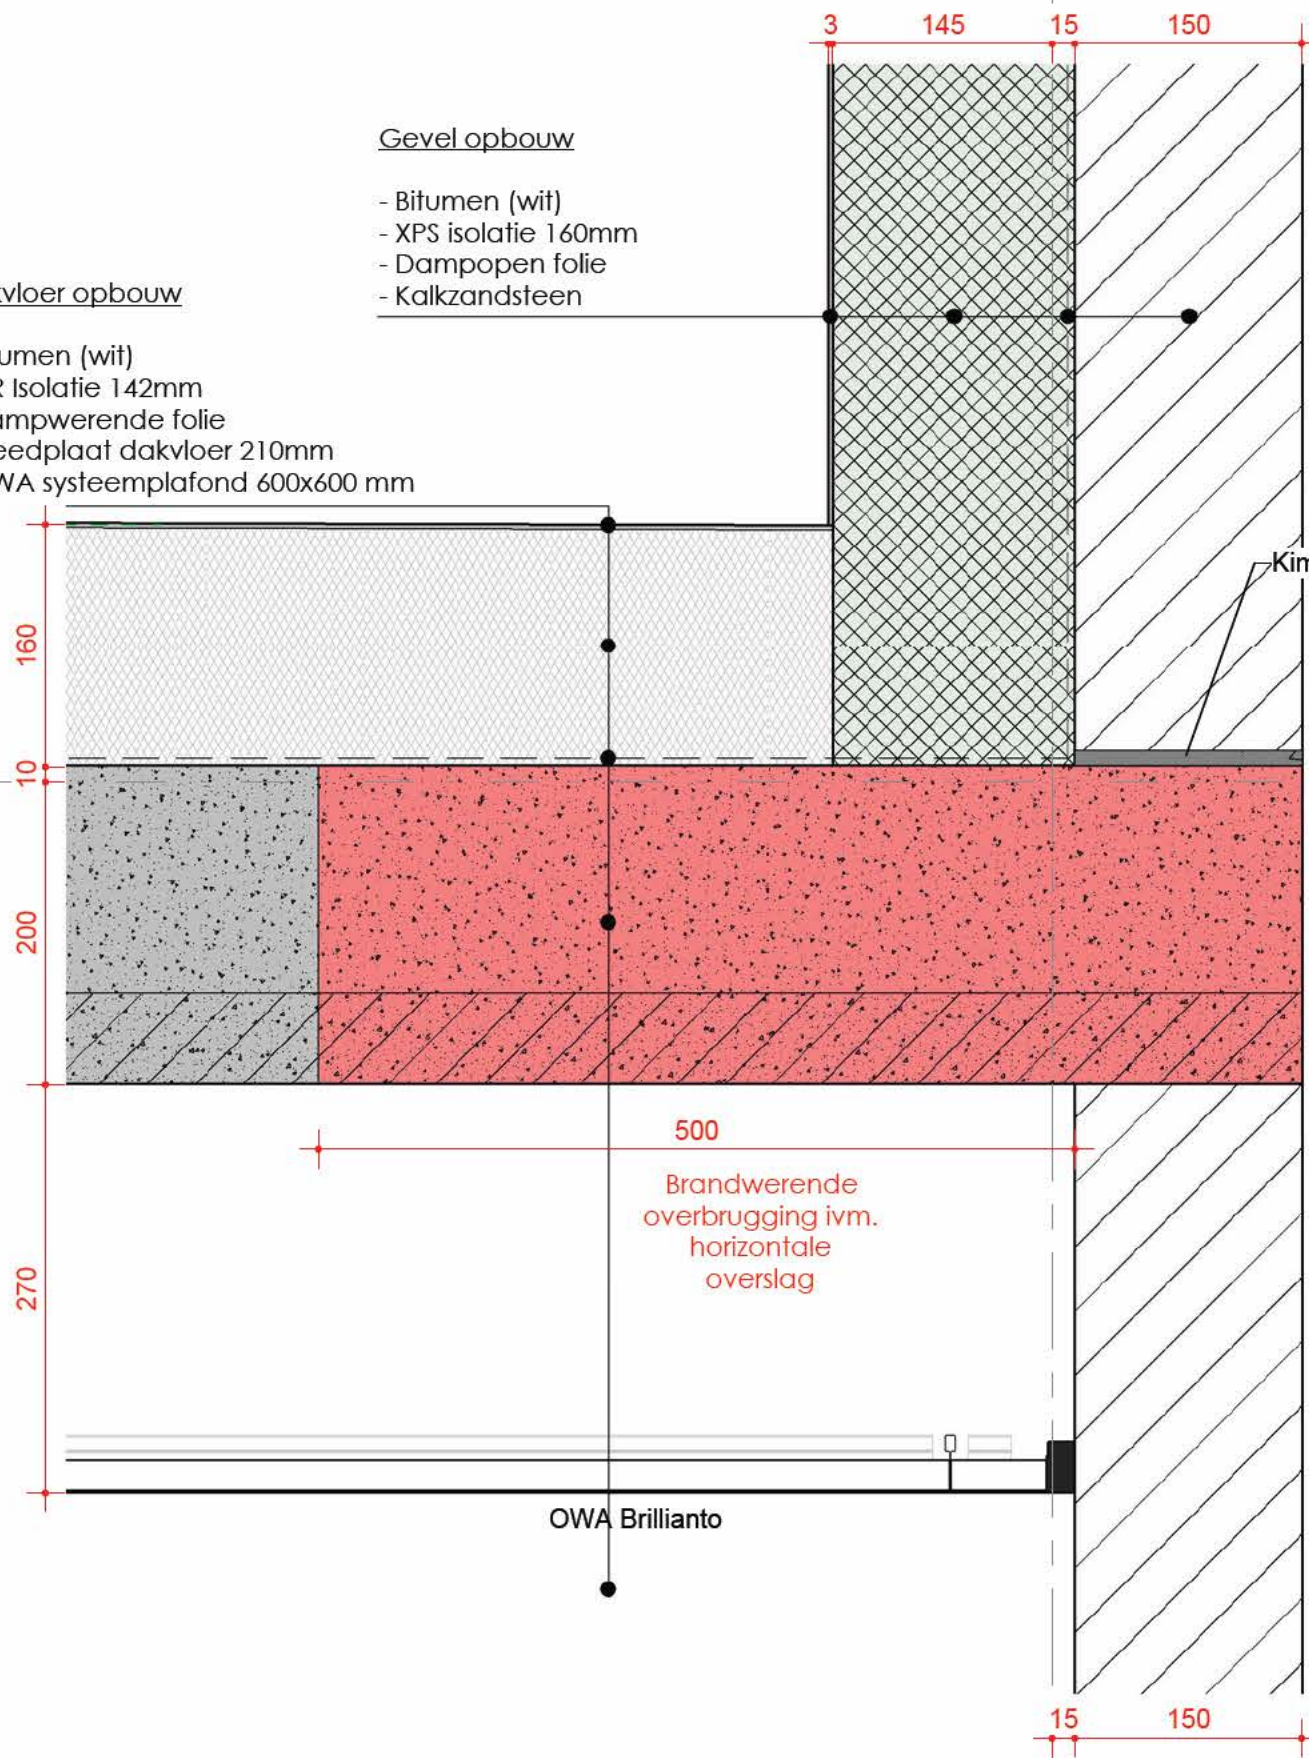 3 145 15 150
Gevel opbouw
- Bitumen (wit)
- XPS isolatie 160mm
- Dampopen folie
- Kalkzandsteen
vloer opbouw
umen (wit)
R Isolatie 142mm
ampwerende folie
eedplaat dakvloer 210mm
WA systeemplafond 600x600 mm
Kim
160
10
200
500
Brandwerende
overbrugging ivm.
horizontale
overslag
270
OWA Brillianto
15 150